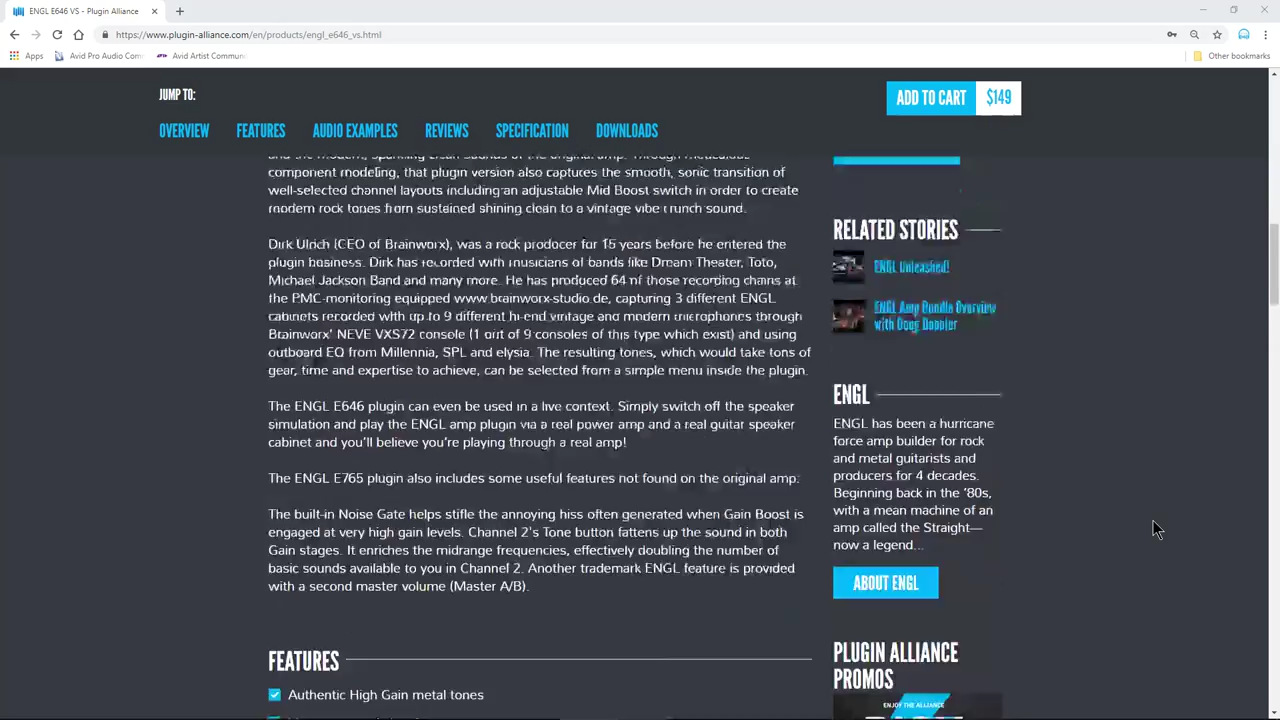 ENGL E646 VS - Plugin Alliance
https://www.plugin-alliance.com/en/products/engl_e646_vs.html
Apps
Avid Pro Audio Com
Avid Artist Commun
Other bookmarks
JUMP TO:
ADD TO CART $149
OVERVIEW FEATURES AUDIO EXAMPLES REVIEWS SPECIFICATION DOWNLOADS
and the modern, sparkling clean sounds of the original amp. Through meticulous
component modeling, that plugin version also captures the smooth, sonic transition of
well-selected channel layouts including an adjustable Mid Boost switch in order to create
modern rock tones from sustained shining clean to a vintage vibe crunch sound.
Dirk Ulrich (CEO of Brainworx), was a rock producer for 15 years before he entered the
plugin business. Dirk has recorded with musicians of bands like Dream Theater, Toto,
Michael Jackson Band and many more. He has produced 64 of those recording chains at
the PMC-monitoring equipped www.brainworx-studio.de, capturing 3 different ENGL
cabinets recorded with up to 9 different hi-end vintage and modern microphones through
Brainworx' NEVE VXS72 console (1 out of 9 consoles of this type which exist) and using
outboard EQ from Millennia, SPL and elysia. The resulting tones, which would take tons of
gear, time and expertise to achieve, can be selected from a simple menu inside the plugin.
The ENGL E646 plugin can even be used in a live context. Simply switch off the speaker
simulation and play the ENGL amp plugin via a real power amp and a real guitar speaker
cabinet and you'll believe you're playing through a real amp!
The ENGL E765 plugin also includes some useful features not found on the original amp.
The built-in Noise Gate helps stifle the annoying hiss often generated when Gain Boost is
engaged at very high gain levels. Channel 2's Tone button fattens up the sound in both
Gain stages. It enriches the midrange frequencies, effectively doubling the number of
basic sounds available to you in Channel 2. Another trademark ENGL feature is provided
with a second master volume (Master A/B).
FEATURES
Authentic High Gain metal tones
RELATED STORIES
ENGL Unleashed!
ENGL Amp Bundle Overview
with Doug Doppler
ENGL
ENGL has been a hurricane
force amp builder for rock
and metal guitarists and
producers for 4 decades.
Beginning back in the '80s,
with a mean machine of an
amp called the Straight—
now a legend...
ABOUT ENGL
PLUGIN ALLIANCE
PROMOS
ENJOY THE ALLIANCE